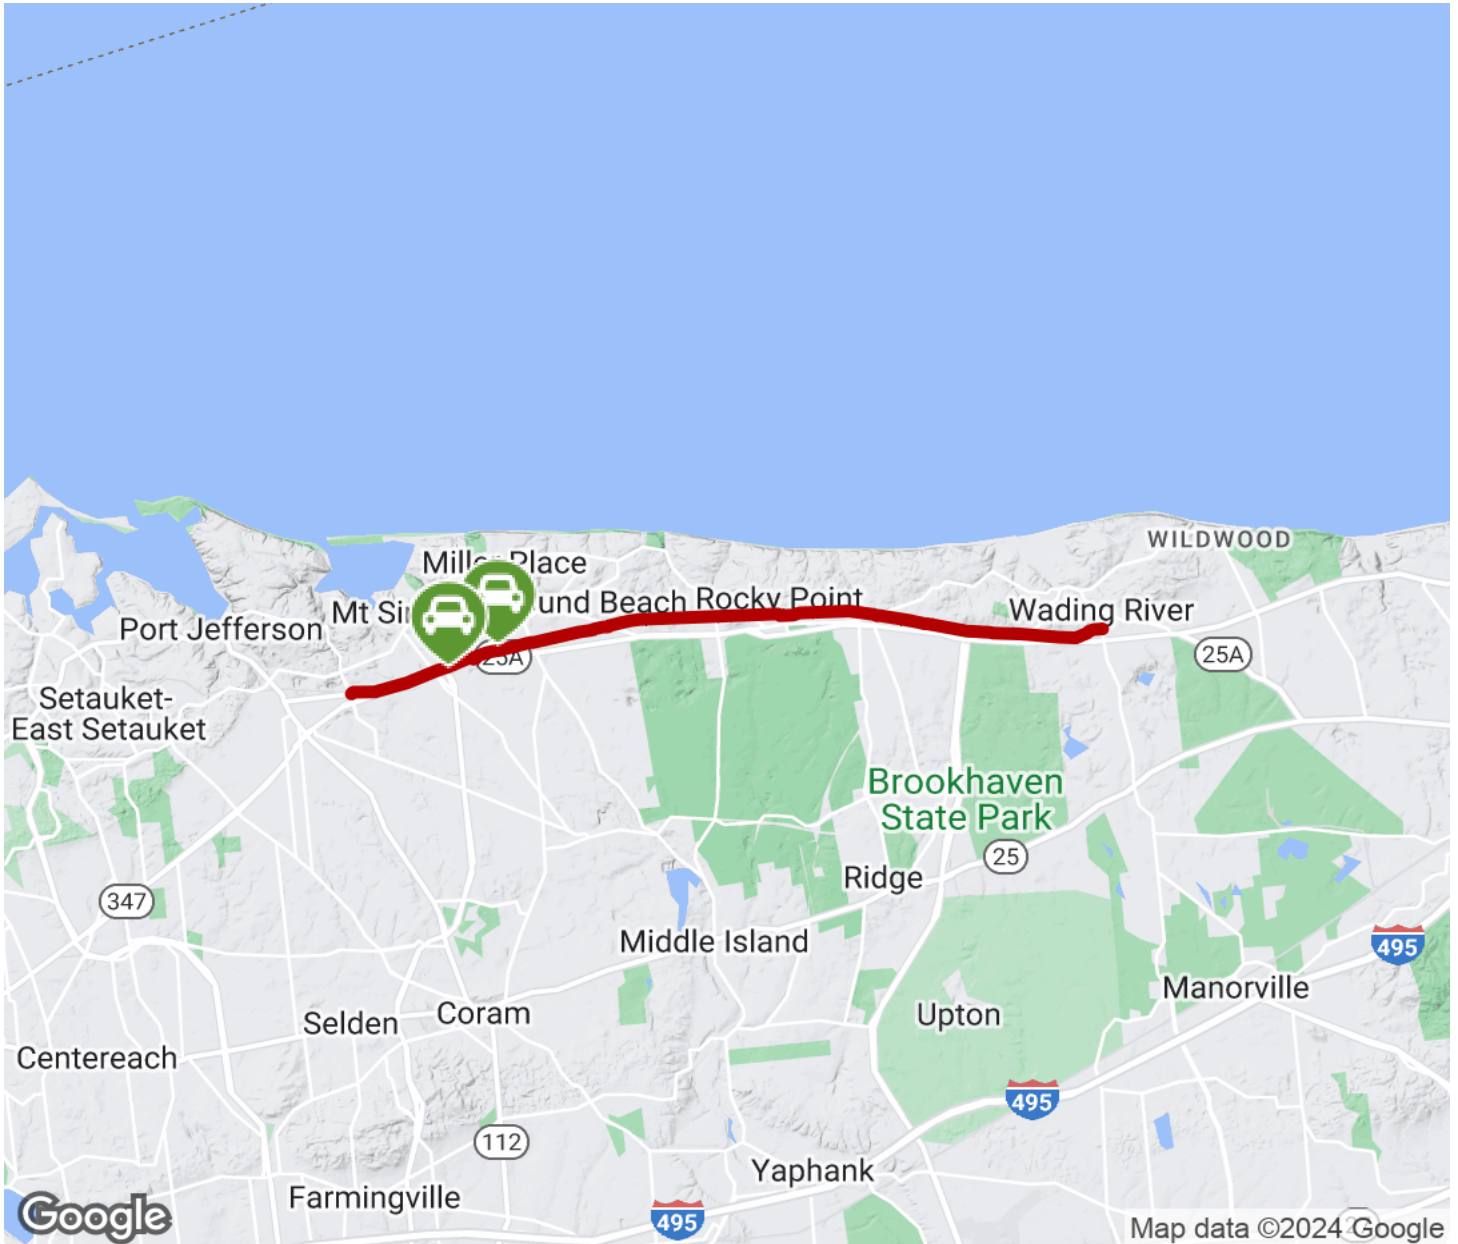 WILDWOOD
Miller Place
Rocky Point
Beach
Wading River
Mt
Port Jefferson
25A
25A
Setauket-
East Setauket
Brookhaven
State Park
25
Ridge
347
Middle Island
495
Manorville
Coram
Upton
Selden
Centereach
495
112
Yaphank
Farmingville
495
Google
Map data ©2024 Google